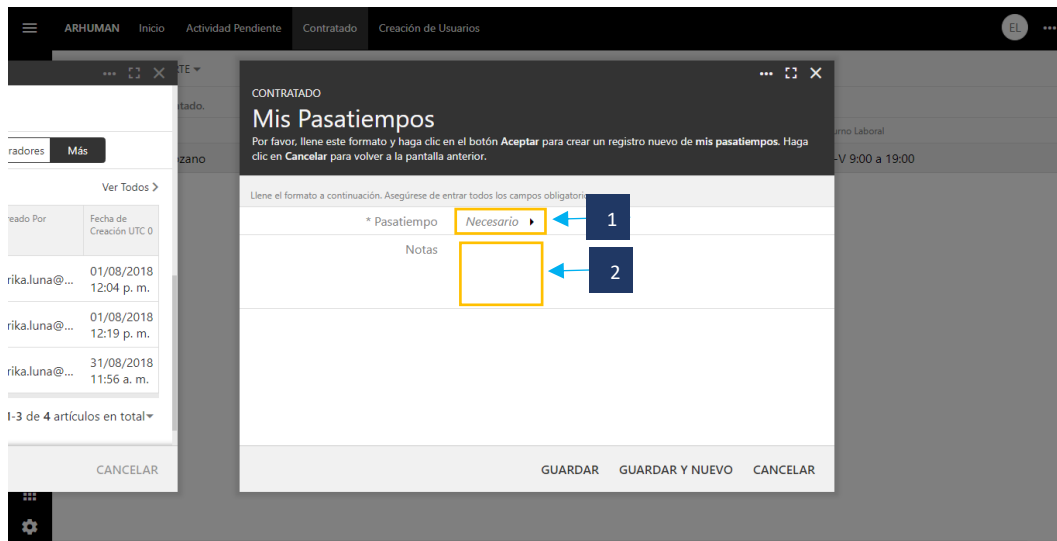 ARHUMAN Inicio Actividad Pendiente Contratado Creación de Usuarios EL
RTE
CONTRATADO
Mis Pasatiempos
Por favor, llene este formato y haga clic en el botón Aceptar para crear un registro nuevo de mis pasatiempos. Haga
clic en Cancelar para volver a la pantalla anterior.
Llene el formato a continuación. Asegúrese de entrar todos los campos
* Pasatiempo Necesario 1
Notas
2
GUARDAR GUARDAR Y NUEVO CANCELAR
radores Más
Ver Todos
eado Por Fecha de
Creación UTC 0
rika.luna@... 01/08/2018
12:04 p. m.
rika.luna@... 01/08/2018
12:19 p. m.
rika.luna@... 31/08/2018
11:56 a. m.
1-3 de 4 artículos en total
CANCELAR
tado.
ozano
urno Laboral
-V 9:00 a 19:00